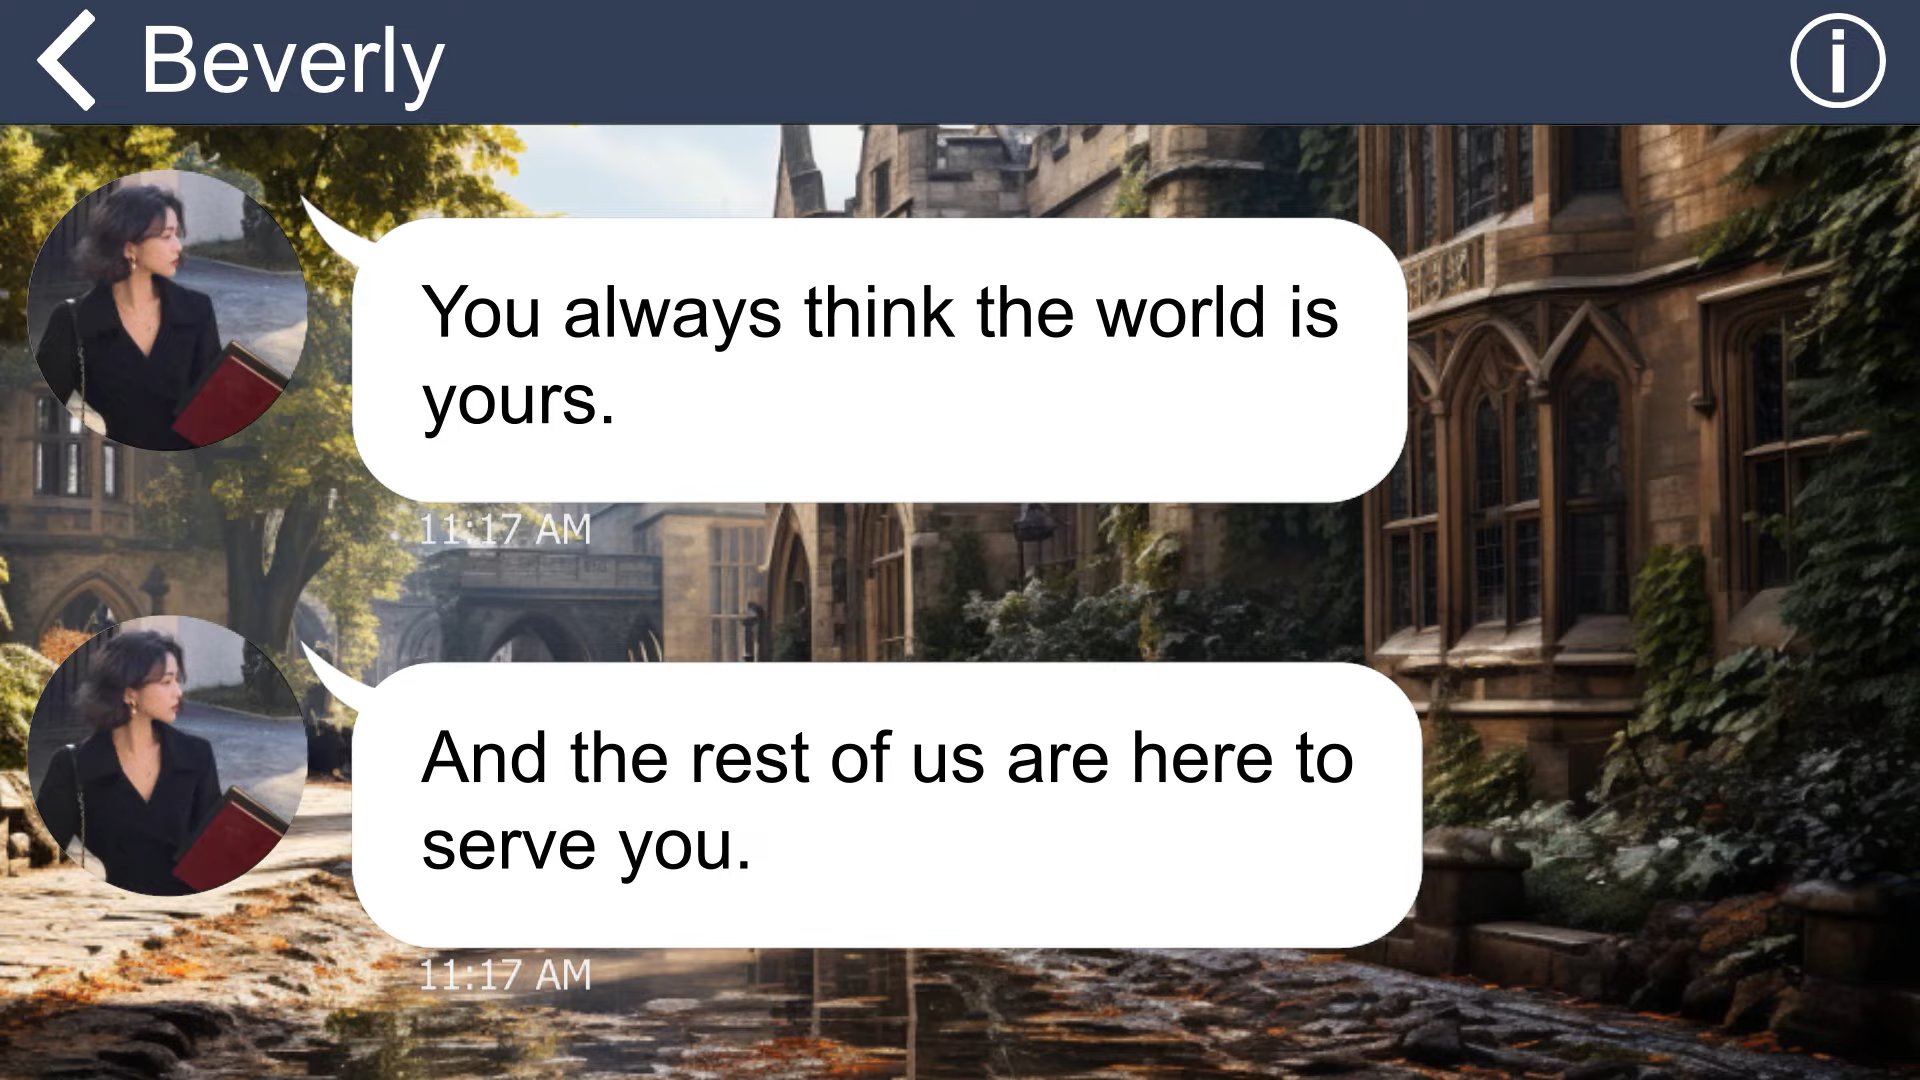 Beverly
You always think the world is
yours.
11:17 AM
And the rest of us are here to
serve you.
11:17 AM